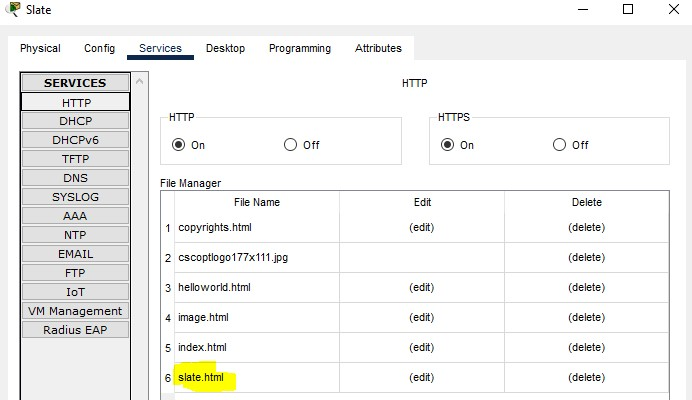 Slate
Physical Config Services Desktop Programming Attributes
SERVICES
HTTP
DHCP
DHCPv6
TFTP
DNS
SYSLOG
AAA
NTP
EMAIL
FTP
IoT
VM Management
Radius EAP
HTTP
HTTP
On Off
HTTPS
On Off
File Manager
File Name Edit Delete
1 copyrights.html (edit) (delete)
2 cscoptlogo177x111.jpg (delete)
3 helloworld.html (edit) (delete)
4 image.html (edit) (delete)
5 index.html (edit) (delete)
6 slate.html (edit) (delete)